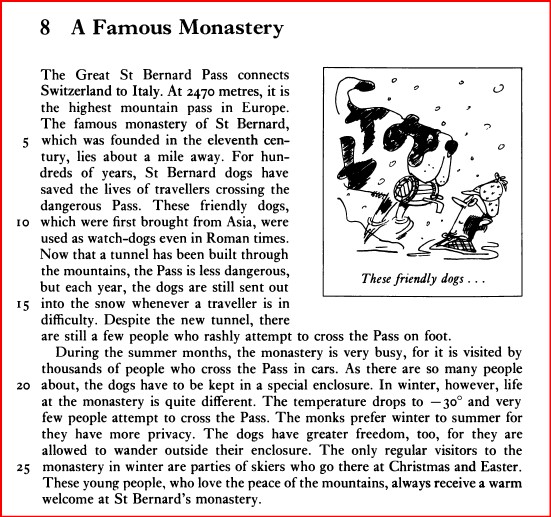 8 A Famous Monastery
The Great St Bernard Pass connects
Switzerland to Italy. At 2470 metres, it is
the highest mountain pass in Europe.
The famous monastery of St Bernard,
5 which was founded in the eleventh cen-
tury, lies about a mile away. For hun-
dreds of years, St Bernard dogs have
saved the lives of travellers crossing the
dangerous Pass. These friendly dogs,
10 which were first brought from Asia, were
used as watch-dogs even in Roman times.
Now that a tunnel has been built through
the mountains, the Pass is less dangerous,
but each year, the dogs are still sent out
15 into the snow whenever a traveller is in
difficulty. Despite the new tunnel, there
These friendly dogs . . .
are still a few people who rashly attempt to cross the Pass on foot.
During the summer months, the monastery is very busy, for it is visited by
thousands of people who cross the Pass in cars. As there are so many people
20 about, the dogs have to be kept in a special enclosure. In winter, however, life
at the monastery is quite different. The temperature drops to −30° and very
few people attempt to cross the Pass. The monks prefer winter to summer for
they have more privacy. The dogs have greater freedom, too, for they are
allowed to wander outside their enclosure. The only regular visitors to the
25 monastery in winter are parties of skiers who go there at Christmas and Easter.
These young people, who love the peace of the mountains, always receive a warm
welcome at St Bernard's monastery.